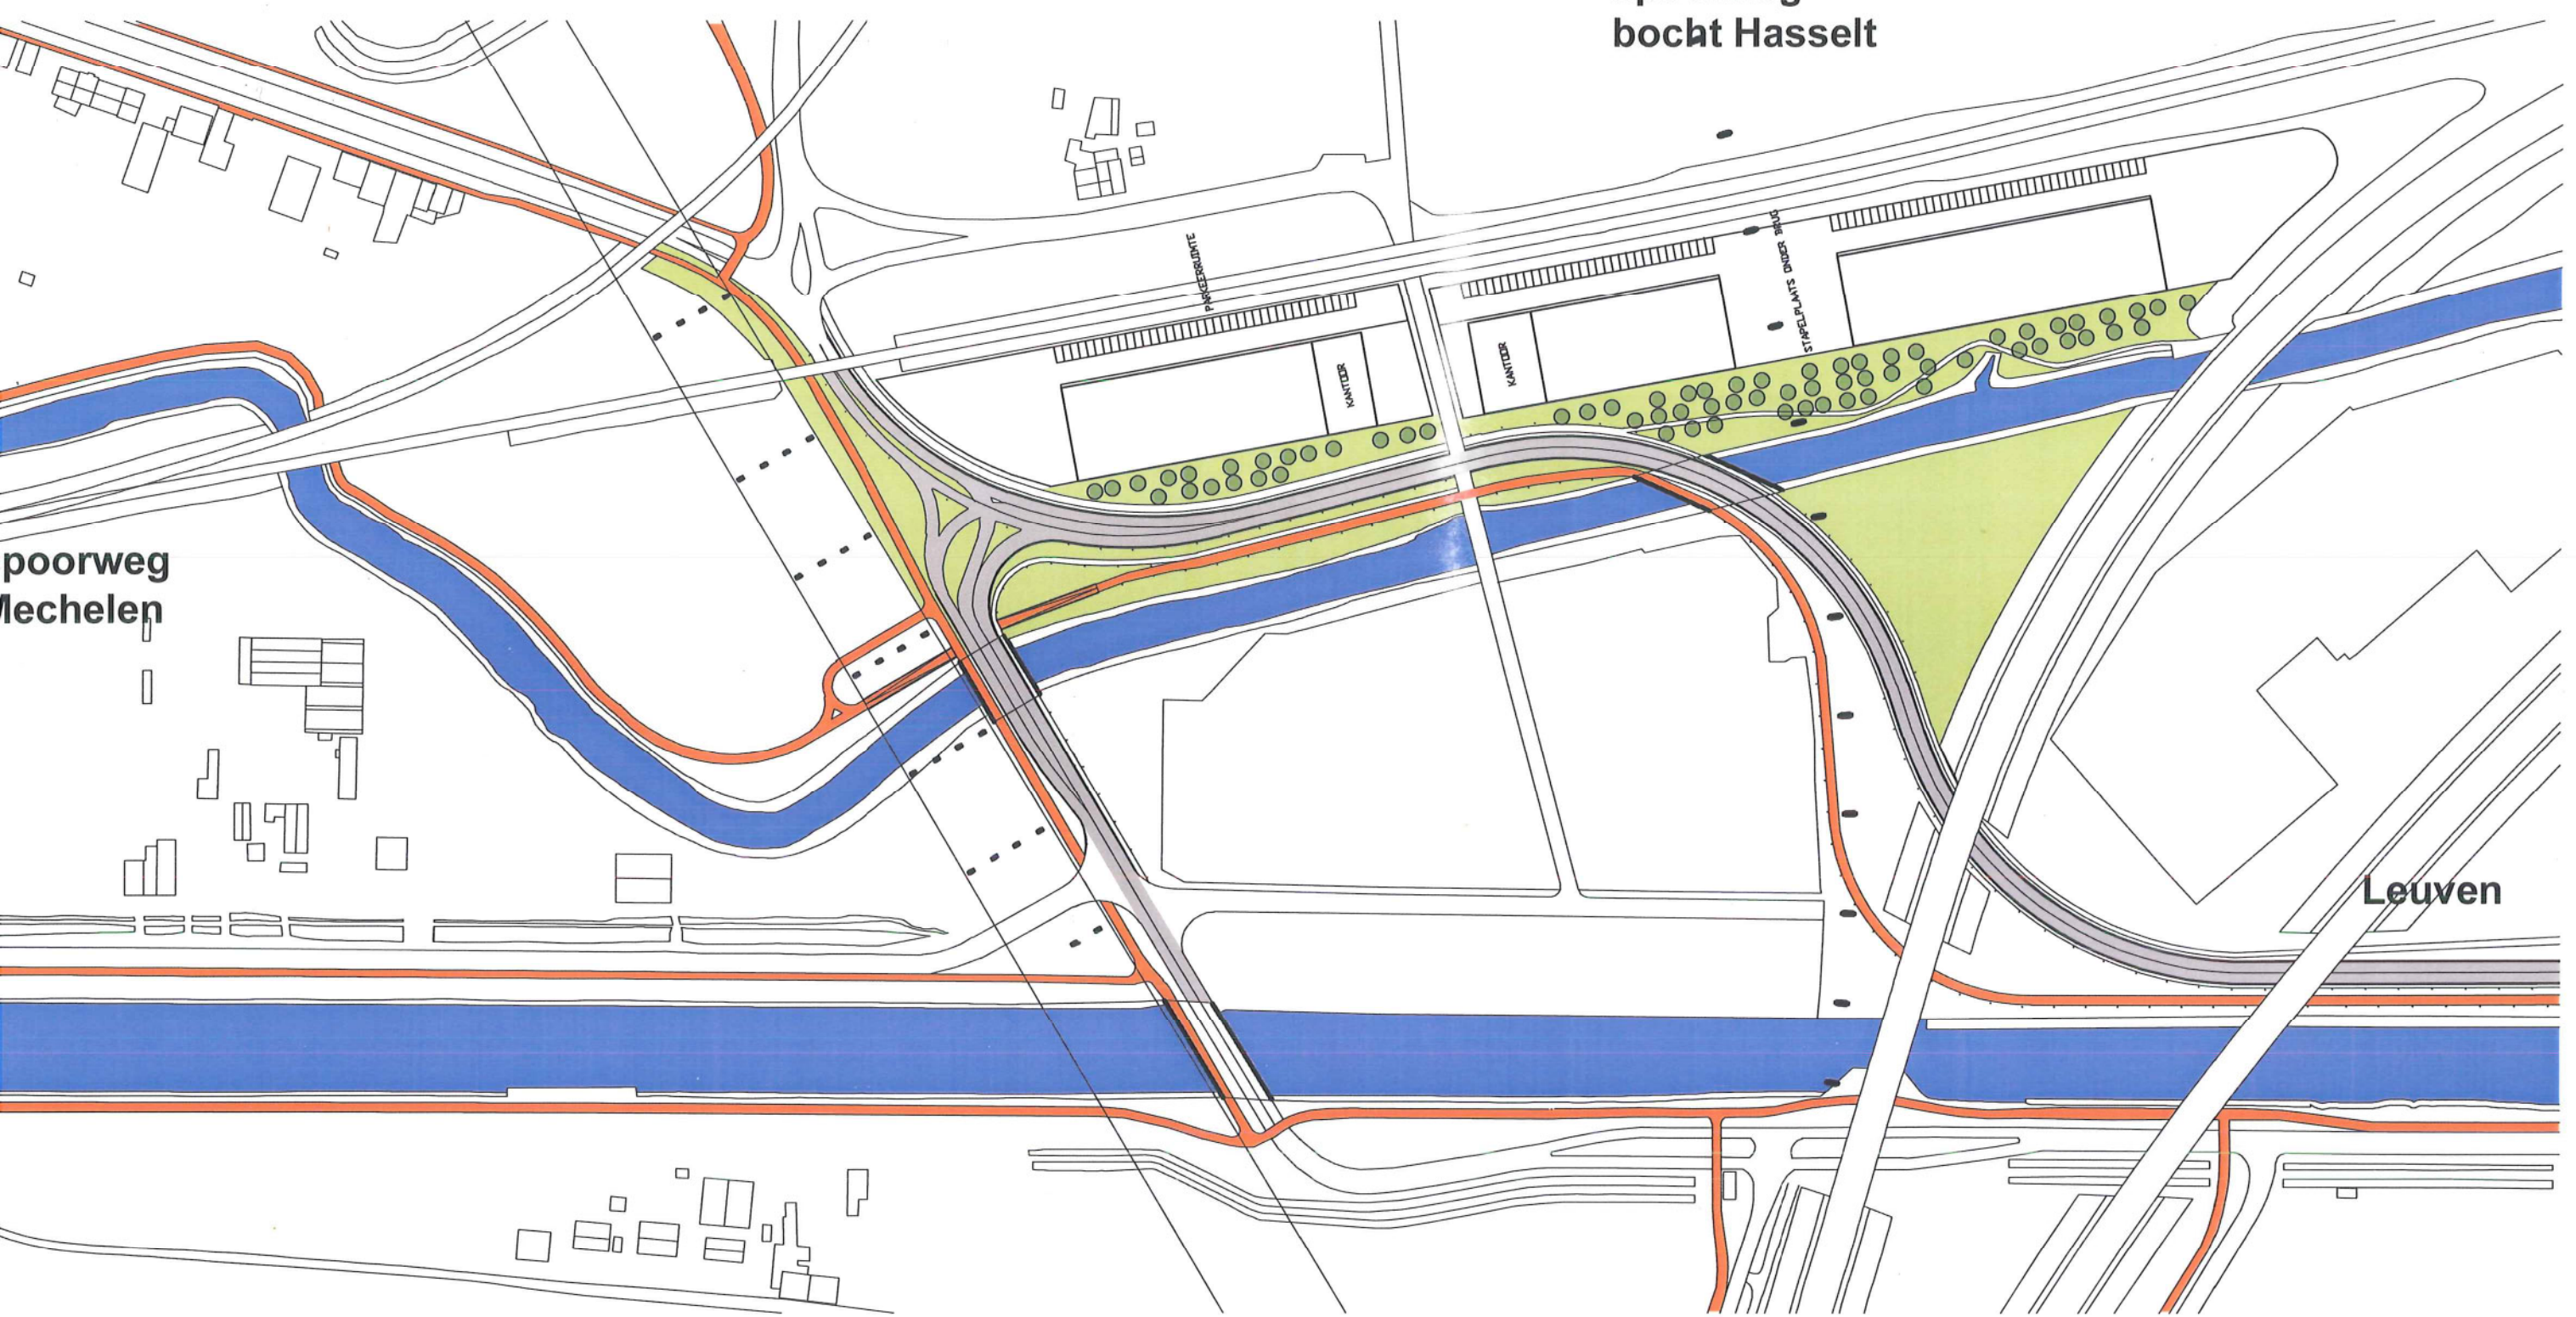 bocht Hasselt
PARKEERRUIMTE
STAPELPLAATS ONDER BRUG
KANTOOR
KANTOOR
poorweg
Mechelen
Leuven